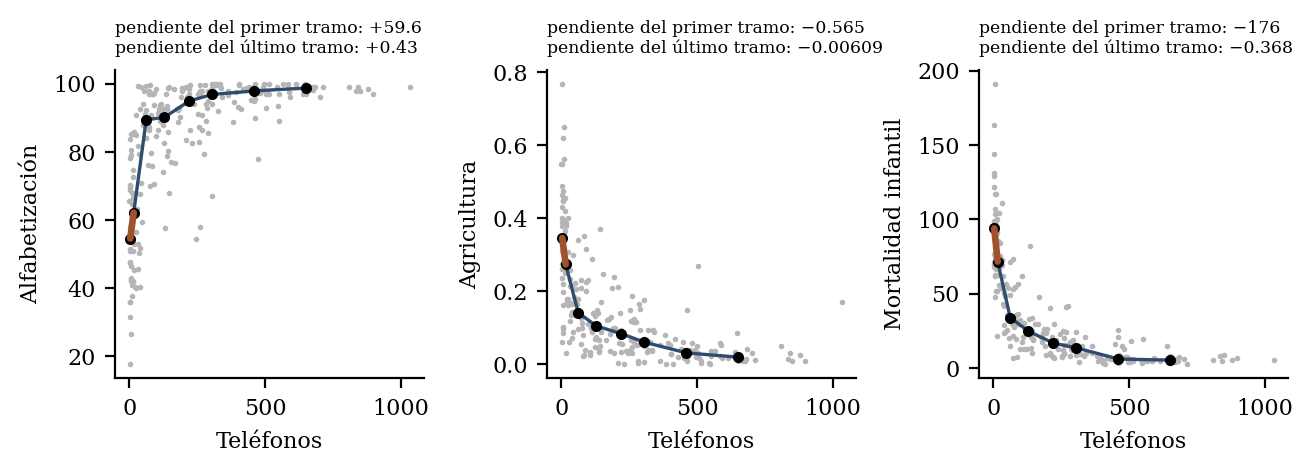 pendiente del primer tramo: +59.6
pendiente del último tramo: +0.43
100
80
60
40
20
0
500
1000
Alfabetización
Teléfonos
pendiente del primer tramo: −0.565
pendiente del último tramo: −0.00609
0.8
0.6
0.4
0.2
0.0
0
500
1000
Agricultura
Teléfonos
pendiente del primer tramo: −176
pendiente del último tramo: −0.368
200
150
100
50
0
0
500
1000
Mortalidad infantil
Teléfonos